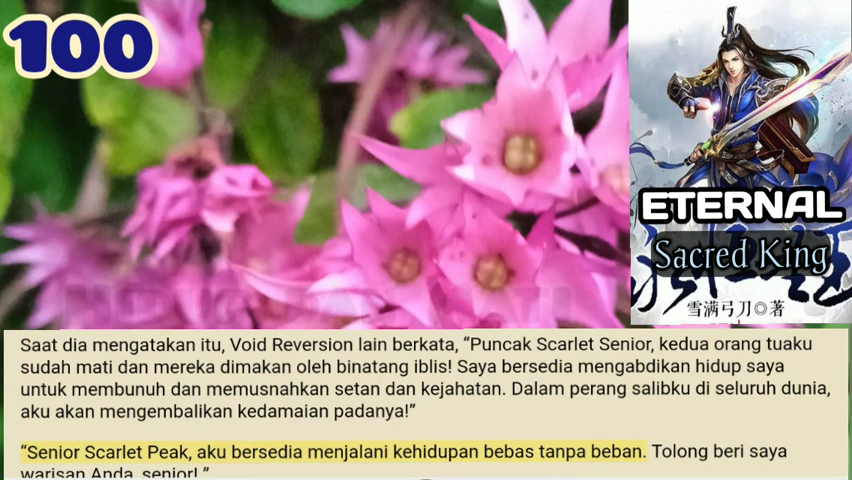 100
ETERNAL
Sacred King
雪满弓刀◎著
Saat dia mengatakan itu, Void Reversion lain berkata, “Puncak Scarlet Senior, kedua orang tuaku
sudah mati dan mereka dimakan oleh binatang iblis! Saya bersedia mengabdikan hidup saya
untuk membunuh dan memusnahkan setan dan kejahatan. Dalam perang salibku di seluruh dunia,
aku akan mengembalikan kedamaian padanya!”
“Senior Scarlet Peak, aku bersedia menjalani kehidupan bebas tanpa beban. Tolong beri saya
warisan Anda, senior! ”